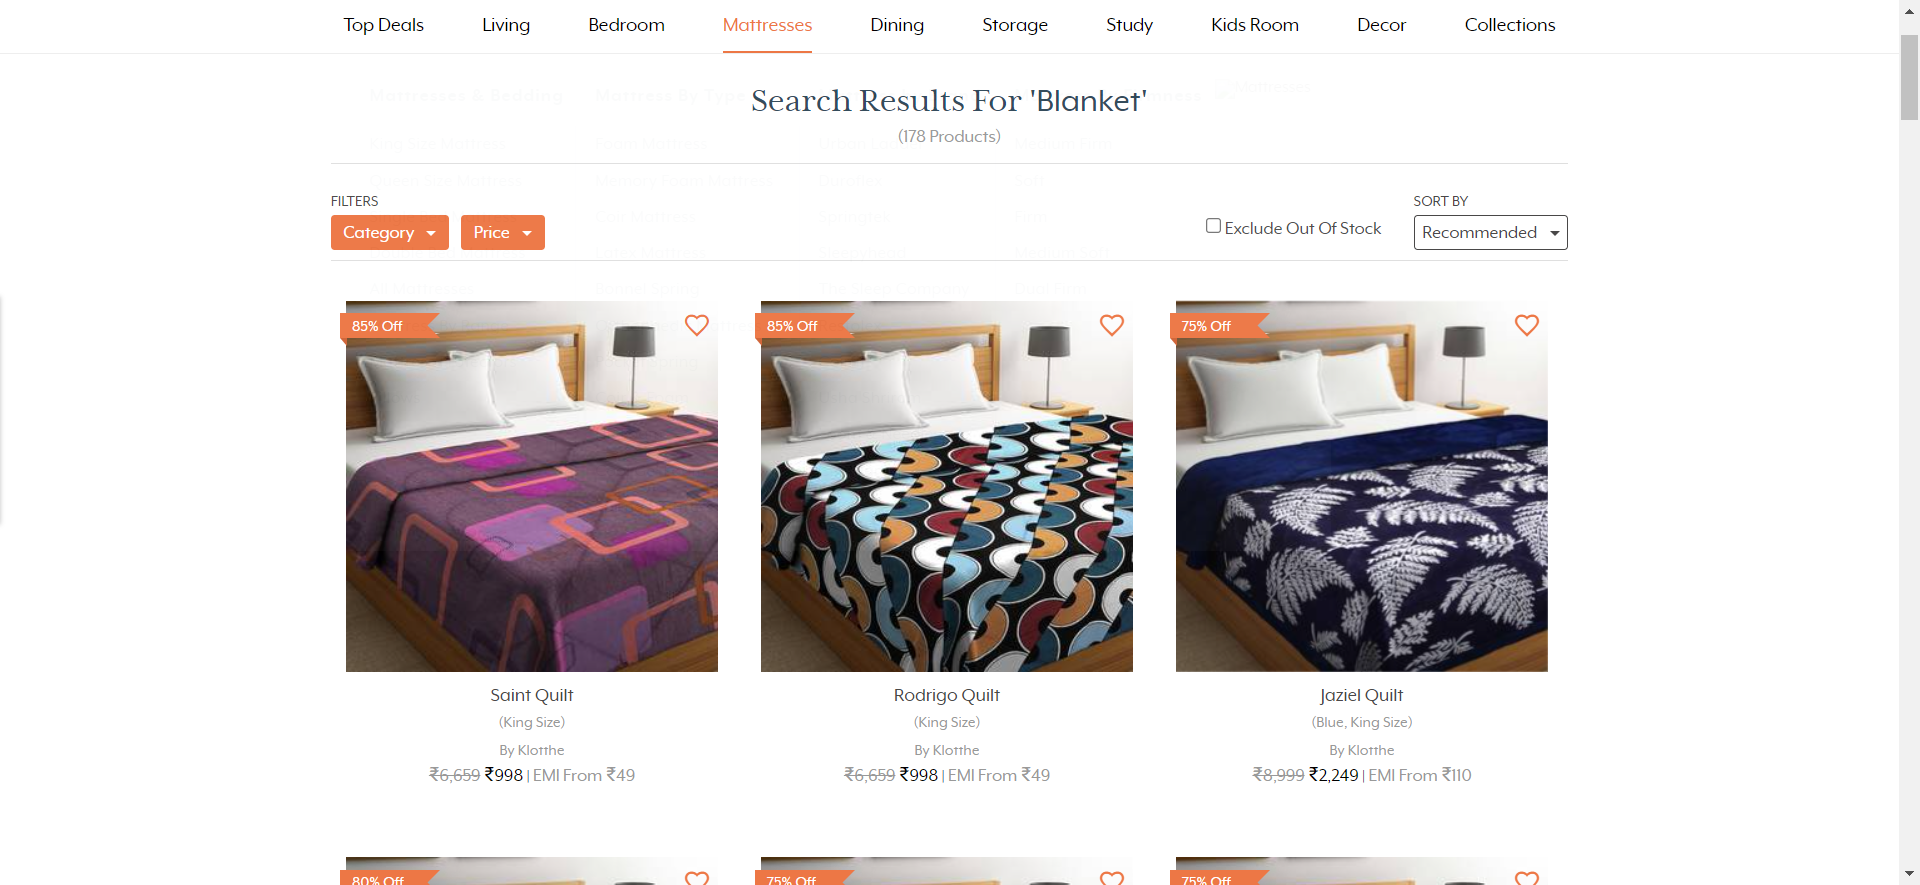 Top Deals Living Bedroom Mattresses Dining Storage Study Kids Room Decor Collections
Search Results For 'Blanket'
(178 Products)
FILTERS
Category
Price
Exclude Out Of Stock
SORT BY
Recommended
85% Off
85% Off
75% Off
Saint Quilt
(King Size)
By Klotthe
₹6,659 ₹998 | EMI From ₹49
Rodrigo Quilt
(King Size)
By Klotthe
₹6,659 ₹998 | EMI From ₹49
Jaziel Quilt
(Blue, King Size)
By Klotthe
₹8,999 ₹2,249 | EMI From ₹110
80% Off
75% Off
75% Off